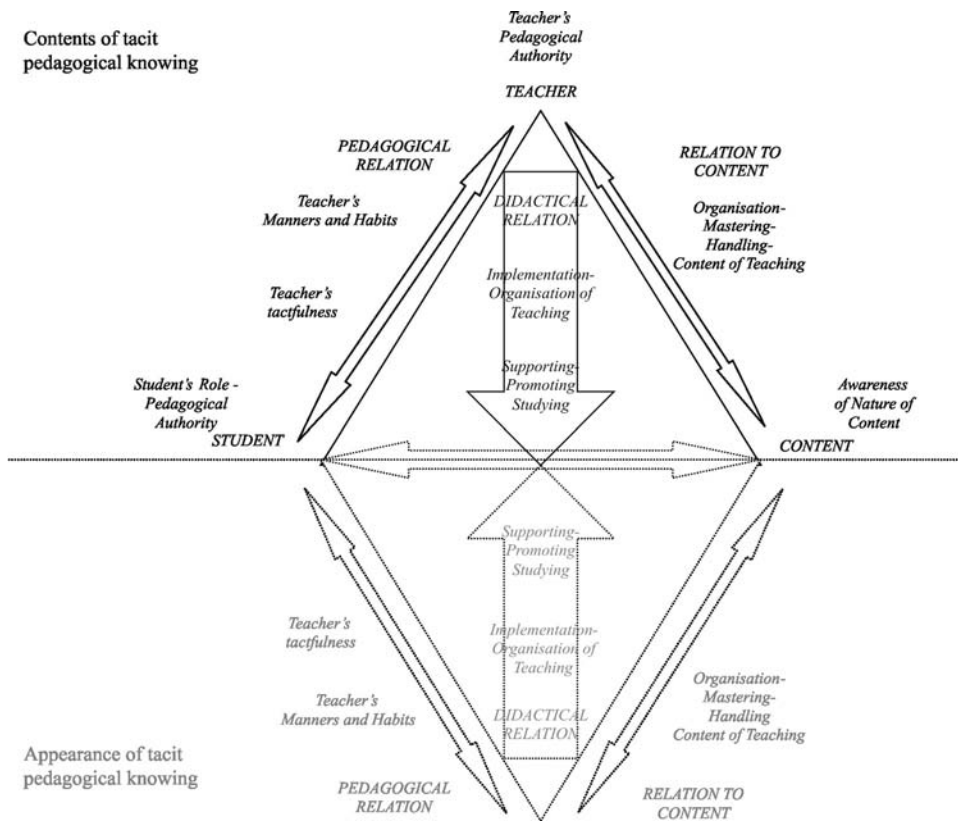 Teacher's
Pedagogical
Authority
Contents of tacit
pedagogical knowing
TEACHER
PEDAGOGICAL
RELATION
RELATION TO
CONTENT
Teacher's
Manners and Habits
DIDACTICAL
RELATION
Organisation-
Mastering-
Handling-
Content of Teaching
Teacher's
tactfulness
Implementation-
Organisation of
Teaching
Student's Role -
Pedagogical
Authority
STUDENT
Supporting-
Promoting
Studying
Awareness
of Nature of
Content
CONTENT
Supporting-
Promoting
Studying
Teacher's
tactfulness
Implementation-
Organisation of
Teaching
Organisation-
Mastering-
Handling
Content of Teaching
Teacher's
Manners and Habits
DIDACTICAL
RELATION
Appearance of tacit
pedagogical knowing
PEDAGOGICAL
RELATION
RELATION TO
CONTENT